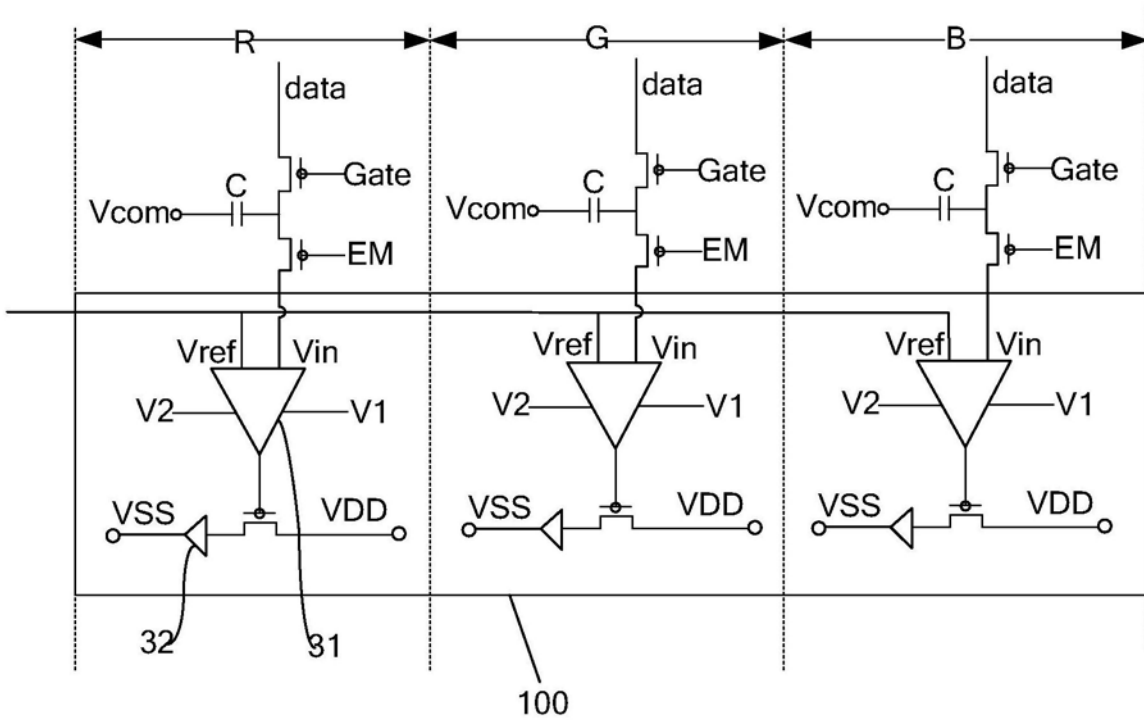 R G B
data data data
Gate Gate Gate
C C C
Vcom Vcom Vcom
EM EM EM
Vref Vin Vref Vin Vref Vin
V2 V1 V2 V1 V2 V1
VSS VDD VSS VDD VSS VDD
32 31
100